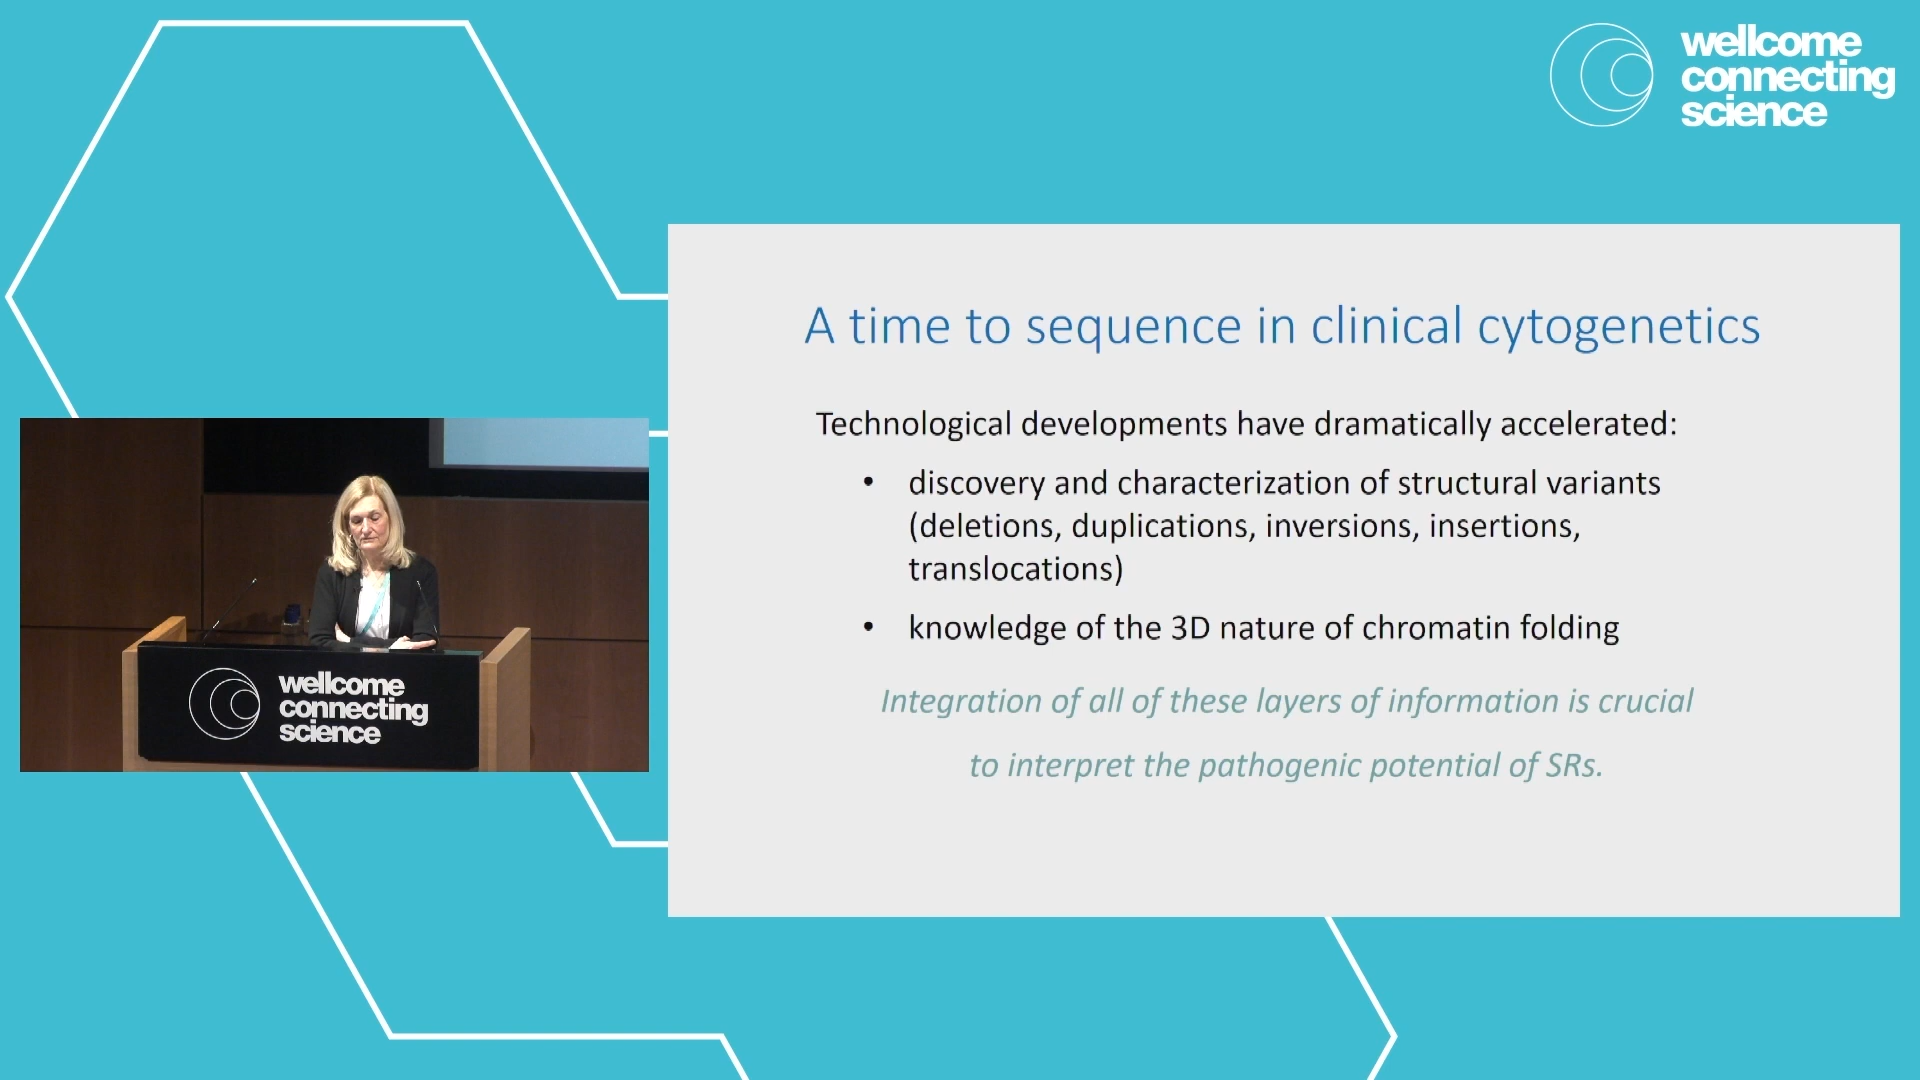 wellcome
connecting
science
A time to sequence in clinical cytogenetics
Technological developments have dramatically accelerated:
• discovery and characterization of structural variants
(deletions, duplications, inversions, insertions,
translocations)
• knowledge of the 3D nature of chromatin folding
Integration of all of these layers of information is crucial
to interpret the pathogenic potential of SRs.
wellcome
connecting
science